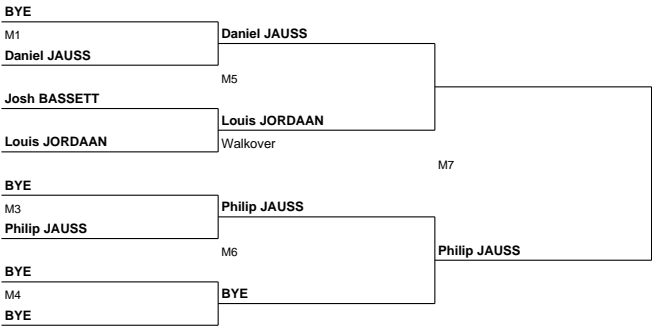 BYE
M1
Daniel JAUSS
Daniel JAUSS
M5
Josh BASSETT
Louis JORDAAN
Louis JORDAAN
Walkover
M7
BYE
M3
Philip JAUSS
Philip JAUSS
M6
Philip JAUSS
BYE
M4
BYE
BYE